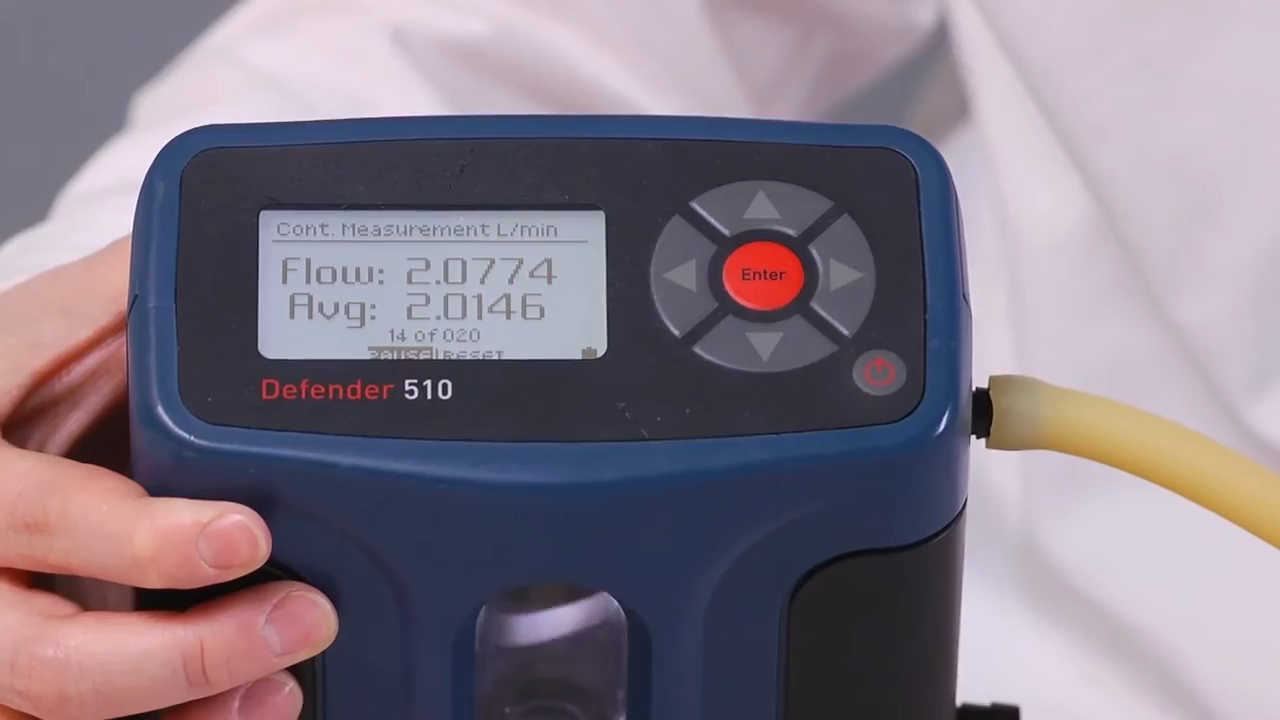 Cont. Measurement L/min
Flow: 2.0774
Avg: 2.0146
14 of 020
PAUSE RESET
Enter
Defender 510